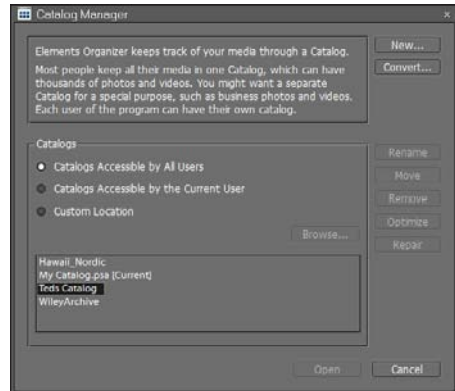 Catalog Manager
Elements Organizer keeps track of your media through a Catalog.
Most people keep all their media in one Catalog, which can have
thousands of photos and videos. You might want a separate
Catalog for a special purpose, such as business photos and videos.
Each user of the program can have their own catalog.
New...
Convert...
Catalogs
Catalogs Accessible by All Users
Catalogs Accessible by the Current User
Custom Location
Browse...
Rename
Move
Remove
Optimize
Repair
Hawaii_Nordic
My Catalog.psa [Current]
Teds Catalog
WileyArchive
Open
Cancel